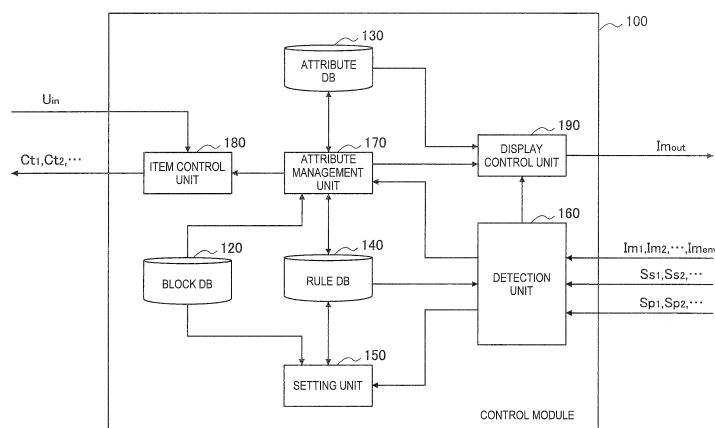 100
130
ATTRIBUTE
DB
Uin
180
ITEM CONTROL
UNIT
Ct1,Ct2,···
170
ATTRIBUTE
MANAGEMENT
UNIT
190
DISPLAY
CONTROL UNIT
Imout
160
DETECTION
UNIT
Im1,Im2,···,Imenv
Ss1,Ss2,···
Sp1,Sp2,···
120
BLOCK DB
140
RULE DB
150
SETTING UNIT
CONTROL MODULE